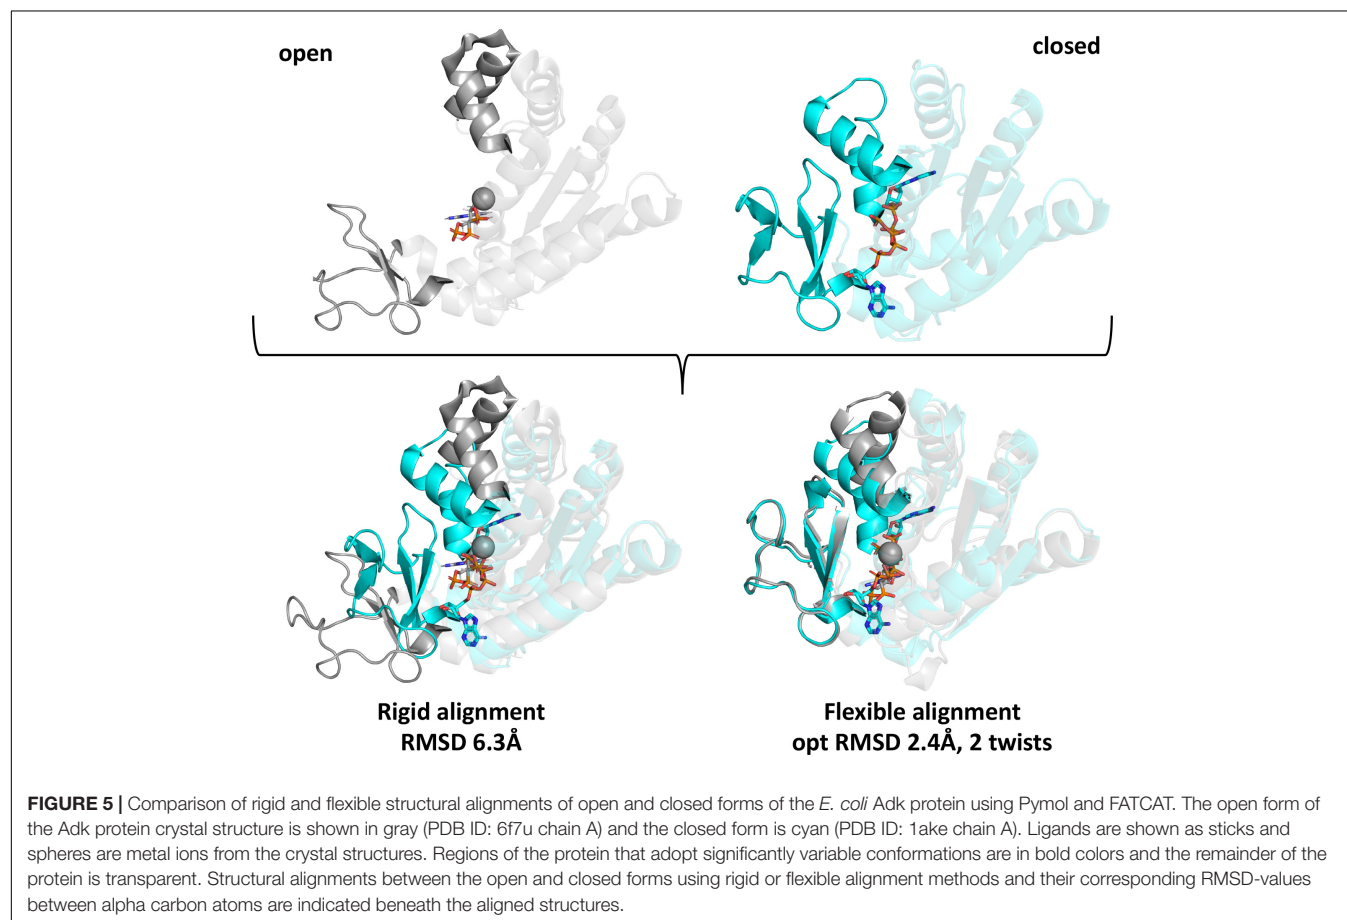 open
closed
Rigid alignment
RMSD 6.3Å
Flexible alignment
opt RMSD 2.4Å, 2 twists
FIGURE 5 | Comparison of rigid and flexible structural alignments of open and closed forms of the E. coli Adk protein using Pymol and FATCAT. The open form of
the Adk protein crystal structure is shown in gray (PDB ID: 6f7u chain A) and the closed form is cyan (PDB ID: 1ake chain A). Ligands are shown as sticks and
spheres are metal ions from the crystal structures. Regions of the protein that adopt significantly variable conformations are in bold colors and the remainder of the
protein is transparent. Structural alignments between the open and closed forms using rigid or flexible alignment methods and their corresponding RMSD-values
between alpha carbon atoms are indicated beneath the aligned structures.